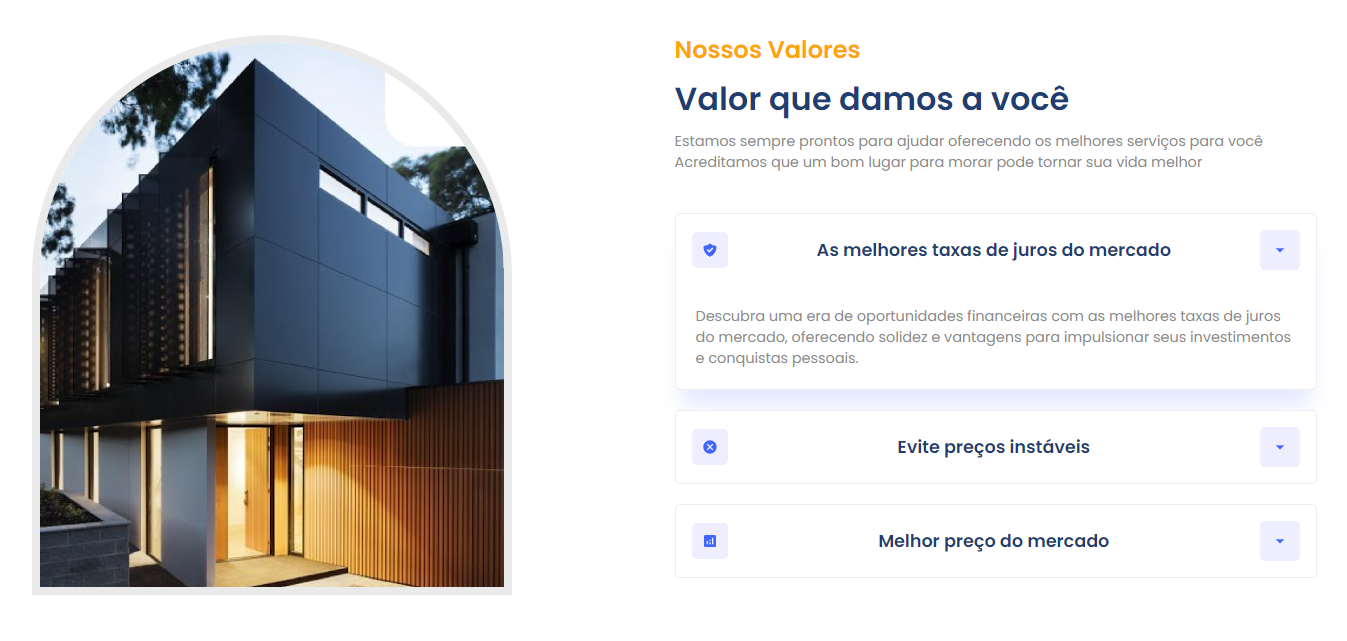 Nossos Valores
Valor que damos a você
Estamos sempre prontos para ajudar oferecendo os melhores serviços para você
Acreditamos que um bom lugar para morar pode tornar sua vida melhor
As melhores taxas de juros do mercado
Descubra uma era de oportunidades financeiras com as melhores taxas de juros
do mercado, oferecendo solidez e vantagens para impulsionar seus investimentos
e conquistas pessoais.
Evite preços instáveis
Melhor preço do mercado